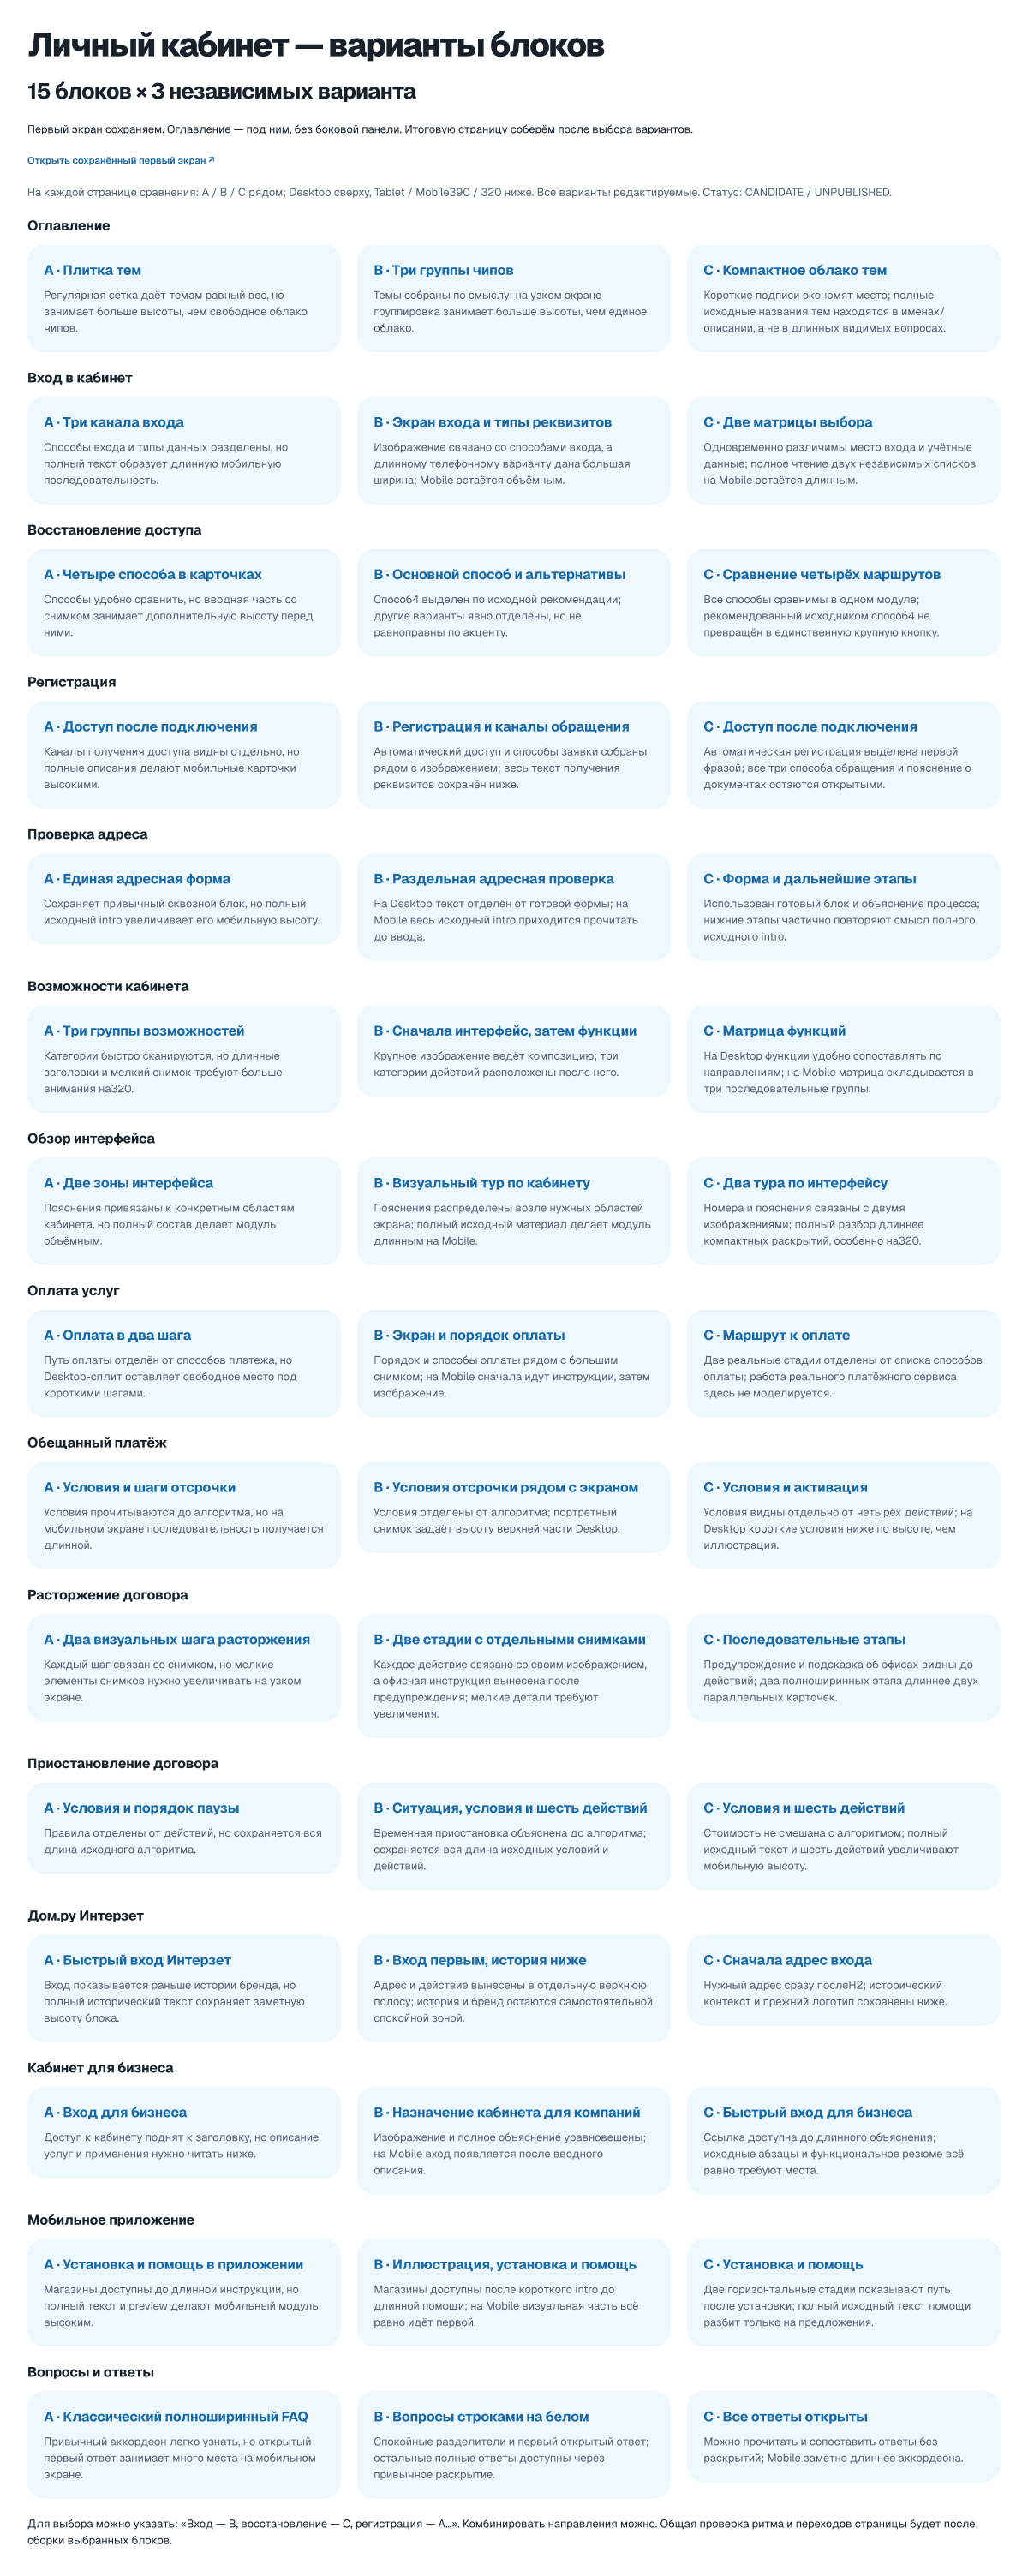 Личный кабинет — варианты блоков
15 блоков × 3 независимых варианта
Первый экран сохраняем. Оглавление — под ним, без боковой панели. Итоговую страницу соберём после выбора вариантов.
Открыть сохранённый первый экран ↗
На каждой странице сравнения: A / B / C рядом; Desktop сверху, Tablet / Mobile390 / 320 ниже. Все варианты редактируемые. Статус: CANDIDATE / UNPUBLISHED.
Оглавление
A · Плитка тем
Регулярная сетка даёт темам равный вес, но
занимает больше высоты, чем свободное облако
чипов.
B · Три группы чипов
Темы собраны по смыслу; на узком экране
группировка занимает больше высоты, чем единое
облако.
C · Компактное облако тем
Короткие подписи экономят место; полные
исходные названия тем находятся в именах/
описании, а не в длинных видимых вопросах.
Вход в кабинет
A · Три канала входа
Способы входа и типы данных разделены, но
полный текст образует длинную мобильную
последовательность.
B · Экран входа и типы реквизитов
Изображение связано со способами входа, а
длинному телефонному варианту дана большая
ширина; Mobile остаётся объёмным.
C · Две матрицы выбора
Одновременно различимы место входа и учётные
данные; полное чтение двух независимых списков
на Mobile остаётся длинным.
Восстановление доступа
A · Четыре способа в карточках
Способы удобно сравнить, но вводная часть со
снимком занимает дополнительную высоту перед
ними.
B · Основной способ и альтернативы
Способ4 выделен по исходной рекомендации;
другие варианты явно отделены, но не
равноправны по акценту.
C · Сравнение четырёх маршрутов
Все способы сравнимы в одном модуле;
рекомендованный исходником способ4 не
превращён в единственную крупную кнопку.
Регистрация
A · Доступ после подключения
Каналы получения доступа видны отдельно, но
полные описания делают мобильные карточки
высокими.
B · Регистрация и каналы обращения
Автоматический доступ и способы заявки собраны
рядом с изображением; весь текст получения
реквизитов сохранён ниже.
C · Доступ после подключения
Автоматическая регистрация выделена первой
фразой; все три способа обращения и пояснение о
документах остаются открытыми.
Проверка адреса
A · Единая адресная форма
Сохраняет привычный сквозной блок, но полный
исходный intro увеличивает его мобильную высоту.
B · Раздельная адресная проверка
На Desktop текст отделён от готовой формы; на
Mobile весь исходный intro приходится прочитать
до ввода.
C · Форма и дальнейшие этапы
Использован готовый блок и объяснение процесса;
нижние этапы частично повторяют смысл полного
исходного intro.
Возможности кабинета
A · Три группы возможностей
Категории быстро сканируются, но длинные
заголовки и мелкий снимок требуют больше
внимания на320.
B · Сначала интерфейс, затем функции
Крупное изображение ведёт композицию; три
категории действий расположены после него.
C · Матрица функций
На Desktop функции удобно сопоставлять по
направлениям; на Mobile матрица складывается в
три последовательные группы.
Обзор интерфейса
A · Две зоны интерфейса
Пояснения привязаны к конкретным областям
кабинета, но полный состав делает модуль
объёмным.
B · Визуальный тур по кабинету
Пояснения распределены возле нужных областей
экрана; полный исходный материал делает модуль
длинным на Mobile.
C · Два тура по интерфейсу
Номера и пояснения связаны с двумя
изображениями; полный разбор длиннее
компактных раскрытий, особенно на320.
Оплата услуг
A · Оплата в два шага
Путь оплаты отделён от способов платежа, но
Desktop-сплит оставляет свободное место под
короткими шагами.
B · Экран и порядок оплаты
Порядок и способы оплаты рядом с большим
снимком; на Mobile сначала идут инструкции, затем
изображение.
C · Маршрут к оплате
Две реальные стадии отделены от списка способов
оплаты; работа реального платёжного сервиса
здесь не моделируется.
Обещанный платёж
A · Условия и шаги отсрочки
Условия прочитываются до алгоритма, но на
мобильном экране последовательность получается
длинной.
B · Условия отсрочки рядом с экраном
Условия отделены от алгоритма; портретный
снимок задаёт высоту верхней части Desktop.
C · Условия и активация
Условия видны отдельно от четырёх действий; на
Desktop короткие условия ниже по высоте, чем
иллюстрация.
Расторжение договора
A · Два визуальных шага расторжения
Каждый шаг связан со снимком, но мелкие
элементы снимков нужно увеличивать на узком
экране.
B · Две стадии с отдельными снимками
Каждое действие связано со своим изображением,
а офисная инструкция вынесена после
предупреждения; мелкие детали требуют
увеличения.
C · Последовательные этапы
Предупреждение и подсказка об офисах видны до
действий; два полноширинных этапа длиннее двух
параллельных карточек.
Приостановление договора
A · Условия и порядок паузы
Правила отделены от действий, но сохраняется вся
длина исходного алгоритма.
B · Ситуация, условия и шесть действий
Временная приостановка объяснена до алгоритма;
сохраняется вся длина исходных условий и
действий.
C · Условия и шесть действий
Стоимость не смешана с алгоритмом; полный
исходный текст и шесть действий увеличивают
мобильную высоту.
Дом.ру Интерзет
A · Быстрый вход Интерзет
Вход показывается раньше истории бренда, но
полный исторический текст сохраняет заметную
высоту блока.
B · Вход первым, история ниже
Адрес и действие вынесены в отдельную верхнюю
полосу; история и бренд остаются самостоятельной
спокойной зоной.
C · Сначала адрес входа
Нужный адрес сразу послеH2; исторический
контекст и прежний логотип сохранены ниже.
Кабинет для бизнеса
A · Вход для бизнеса
Доступ к кабинету поднят к заголовку, но описание
услуг и применения нужно читать ниже.
B · Назначение кабинета для компаний
Изображение и полное объяснение уравновешены;
на Mobile вход появляется после вводного
описания.
C · Быстрый вход для бизнеса
Ссылка доступна до длинного объяснения;
исходные абзацы и функциональное резюме всё
равно требуют места.
Мобильное приложение
A · Установка и помощь в приложении
Магазины доступны до длинной инструкции, но
полный текст и preview делают мобильный модуль
высоким.
B · Иллюстрация, установка и помощь
Магазины доступны после короткого intro до
длинной помощи; на Mobile визуальная часть всё
равно идёт первой.
C · Установка и помощь
Две горизонтальные стадии показывают путь
после установки; полный исходный текст помощи
разбит только на предложения.
Вопросы и ответы
A · Классический полноширинный FAQ
Привычный аккордеон легко узнать, но открытый
первый ответ занимает много места на мобильном
экране.
B · Вопросы строками на белом
Спокойные разделители и первый открытый ответ;
остальные полные ответы доступны через
привычное раскрытие.
C · Все ответы открыты
Можно прочитать и сопоставить ответы без
раскрытий; Mobile заметно длиннее аккордеона.
Для выбора можно указать: «Вход — B, восстановление — C, регистрация — A…». Комбинировать направления можно. Общая проверка ритма и переходов страницы будет после
сборки выбранных блоков.